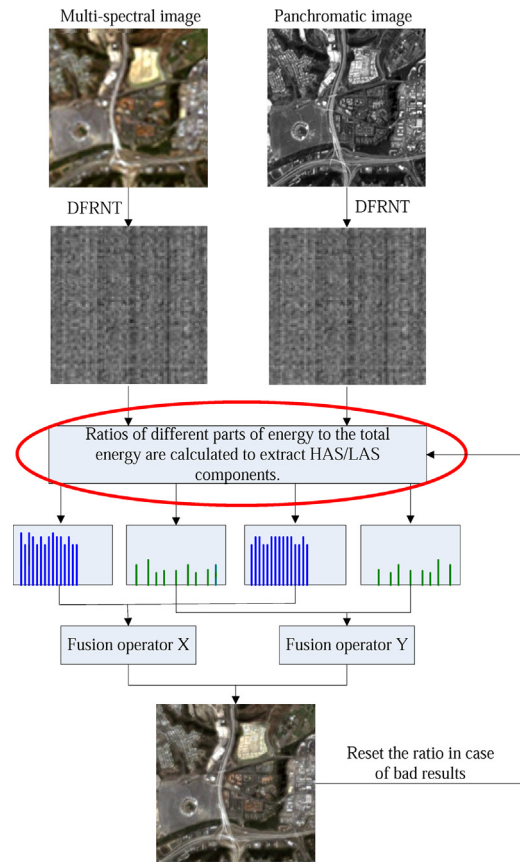 Multi-spectral image
Panchromatic image
DFRNT
DFRNT
Ratios of different parts of energy to the total
energy are calculated to extract HAS/LAS
components.
Fusion operator X
Fusion operator Y
Reset the ratio in case
of bad results